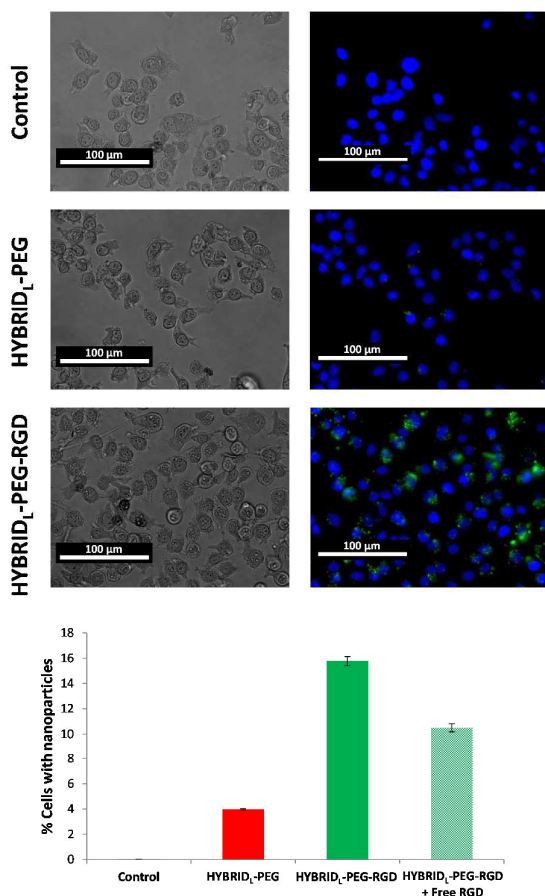 Control
100 µm
100 µm
HYBRIDL-PEG
100 µm
100 µm
HYBRIDL-PEG-RGD
100 µm
100 µm
% Cells with nanoparticles
18
16
14
12
10
8
6
4
2
0
Control
HYBRIDL-PEG
HYBRIDL-PEG-RGD
HYBRIDL-PEG-RGD
+ Free RGD